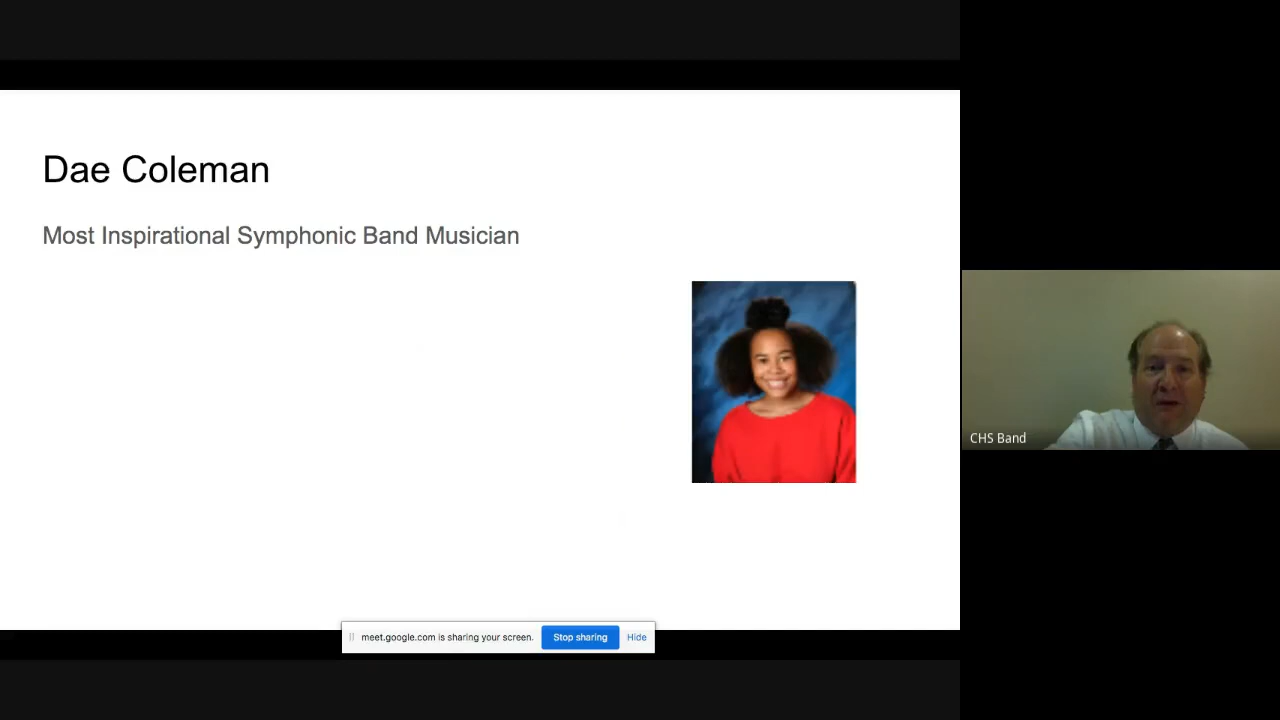 Dae Coleman
Most Inspirational Symphonic Band Musician
CHS Band
meet.google.com is sharing your screen. Stop sharing Hide